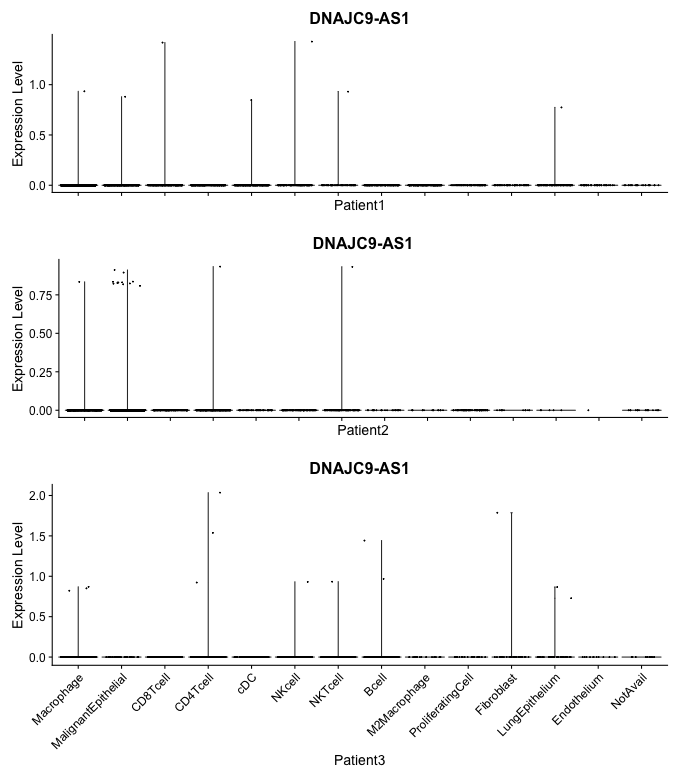 DNAJC9-AS1
Expression Level
1.0
0.5
0.0
Patient1
DNAJC9-AS1
Expression Level
0.75
0.50
0.25
0.00
Patient2
DNAJC9-AS1
Expression Level
2.0
1.5
1.0
0.5
0.0
Macrophage
MalignantEpithelial
CD8Tcell
CD4Tcell
cDC
NKcell
NKTcell
Bcell
M2Macrophage
ProliferatingCell
Fibroblast
LungEpithelium
Endothelium
NotAvail
Patient3